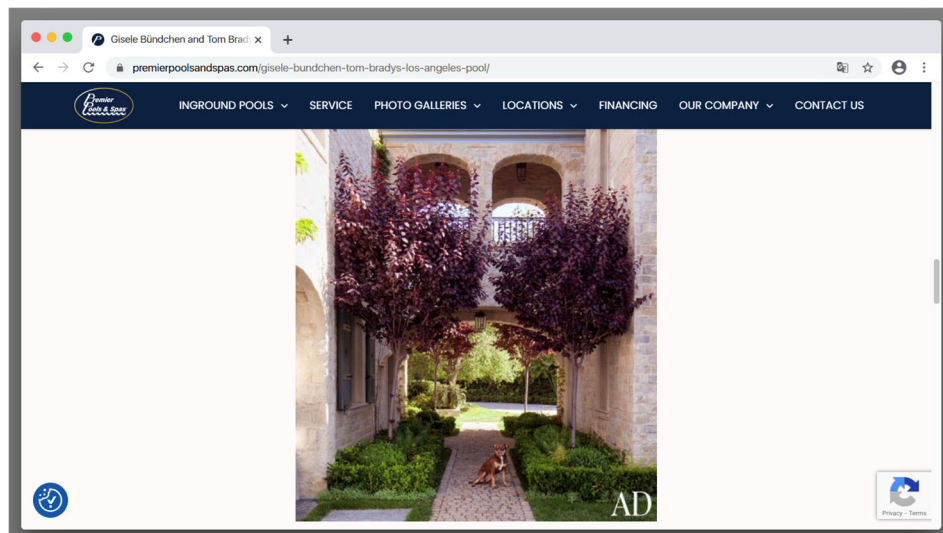 Gisele Bündchen and Tom Brad
premierpoolsandspas.com/gisele-bundchen-tom-bradys-los-angeles-pool/
Premier
Pools & Spas
INGROUND POOLS SERVICE PHOTO GALLERIES LOCATIONS FINANCING OUR COMPANY CONTACT US
AD
Privacy - Terms